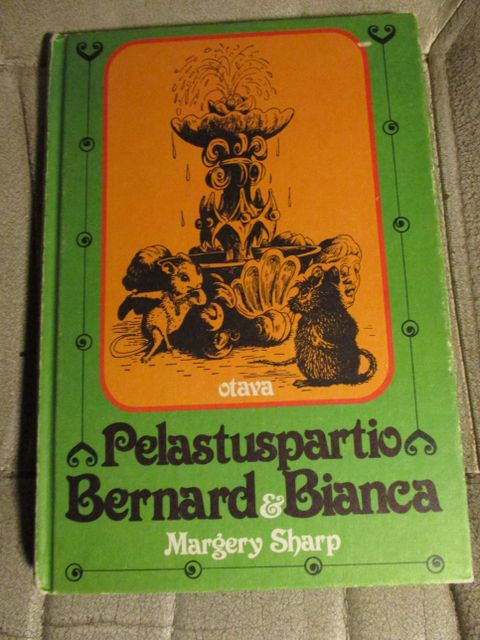 otava
Pelastuspartio
Bernard & Bianca
Margery Sharp